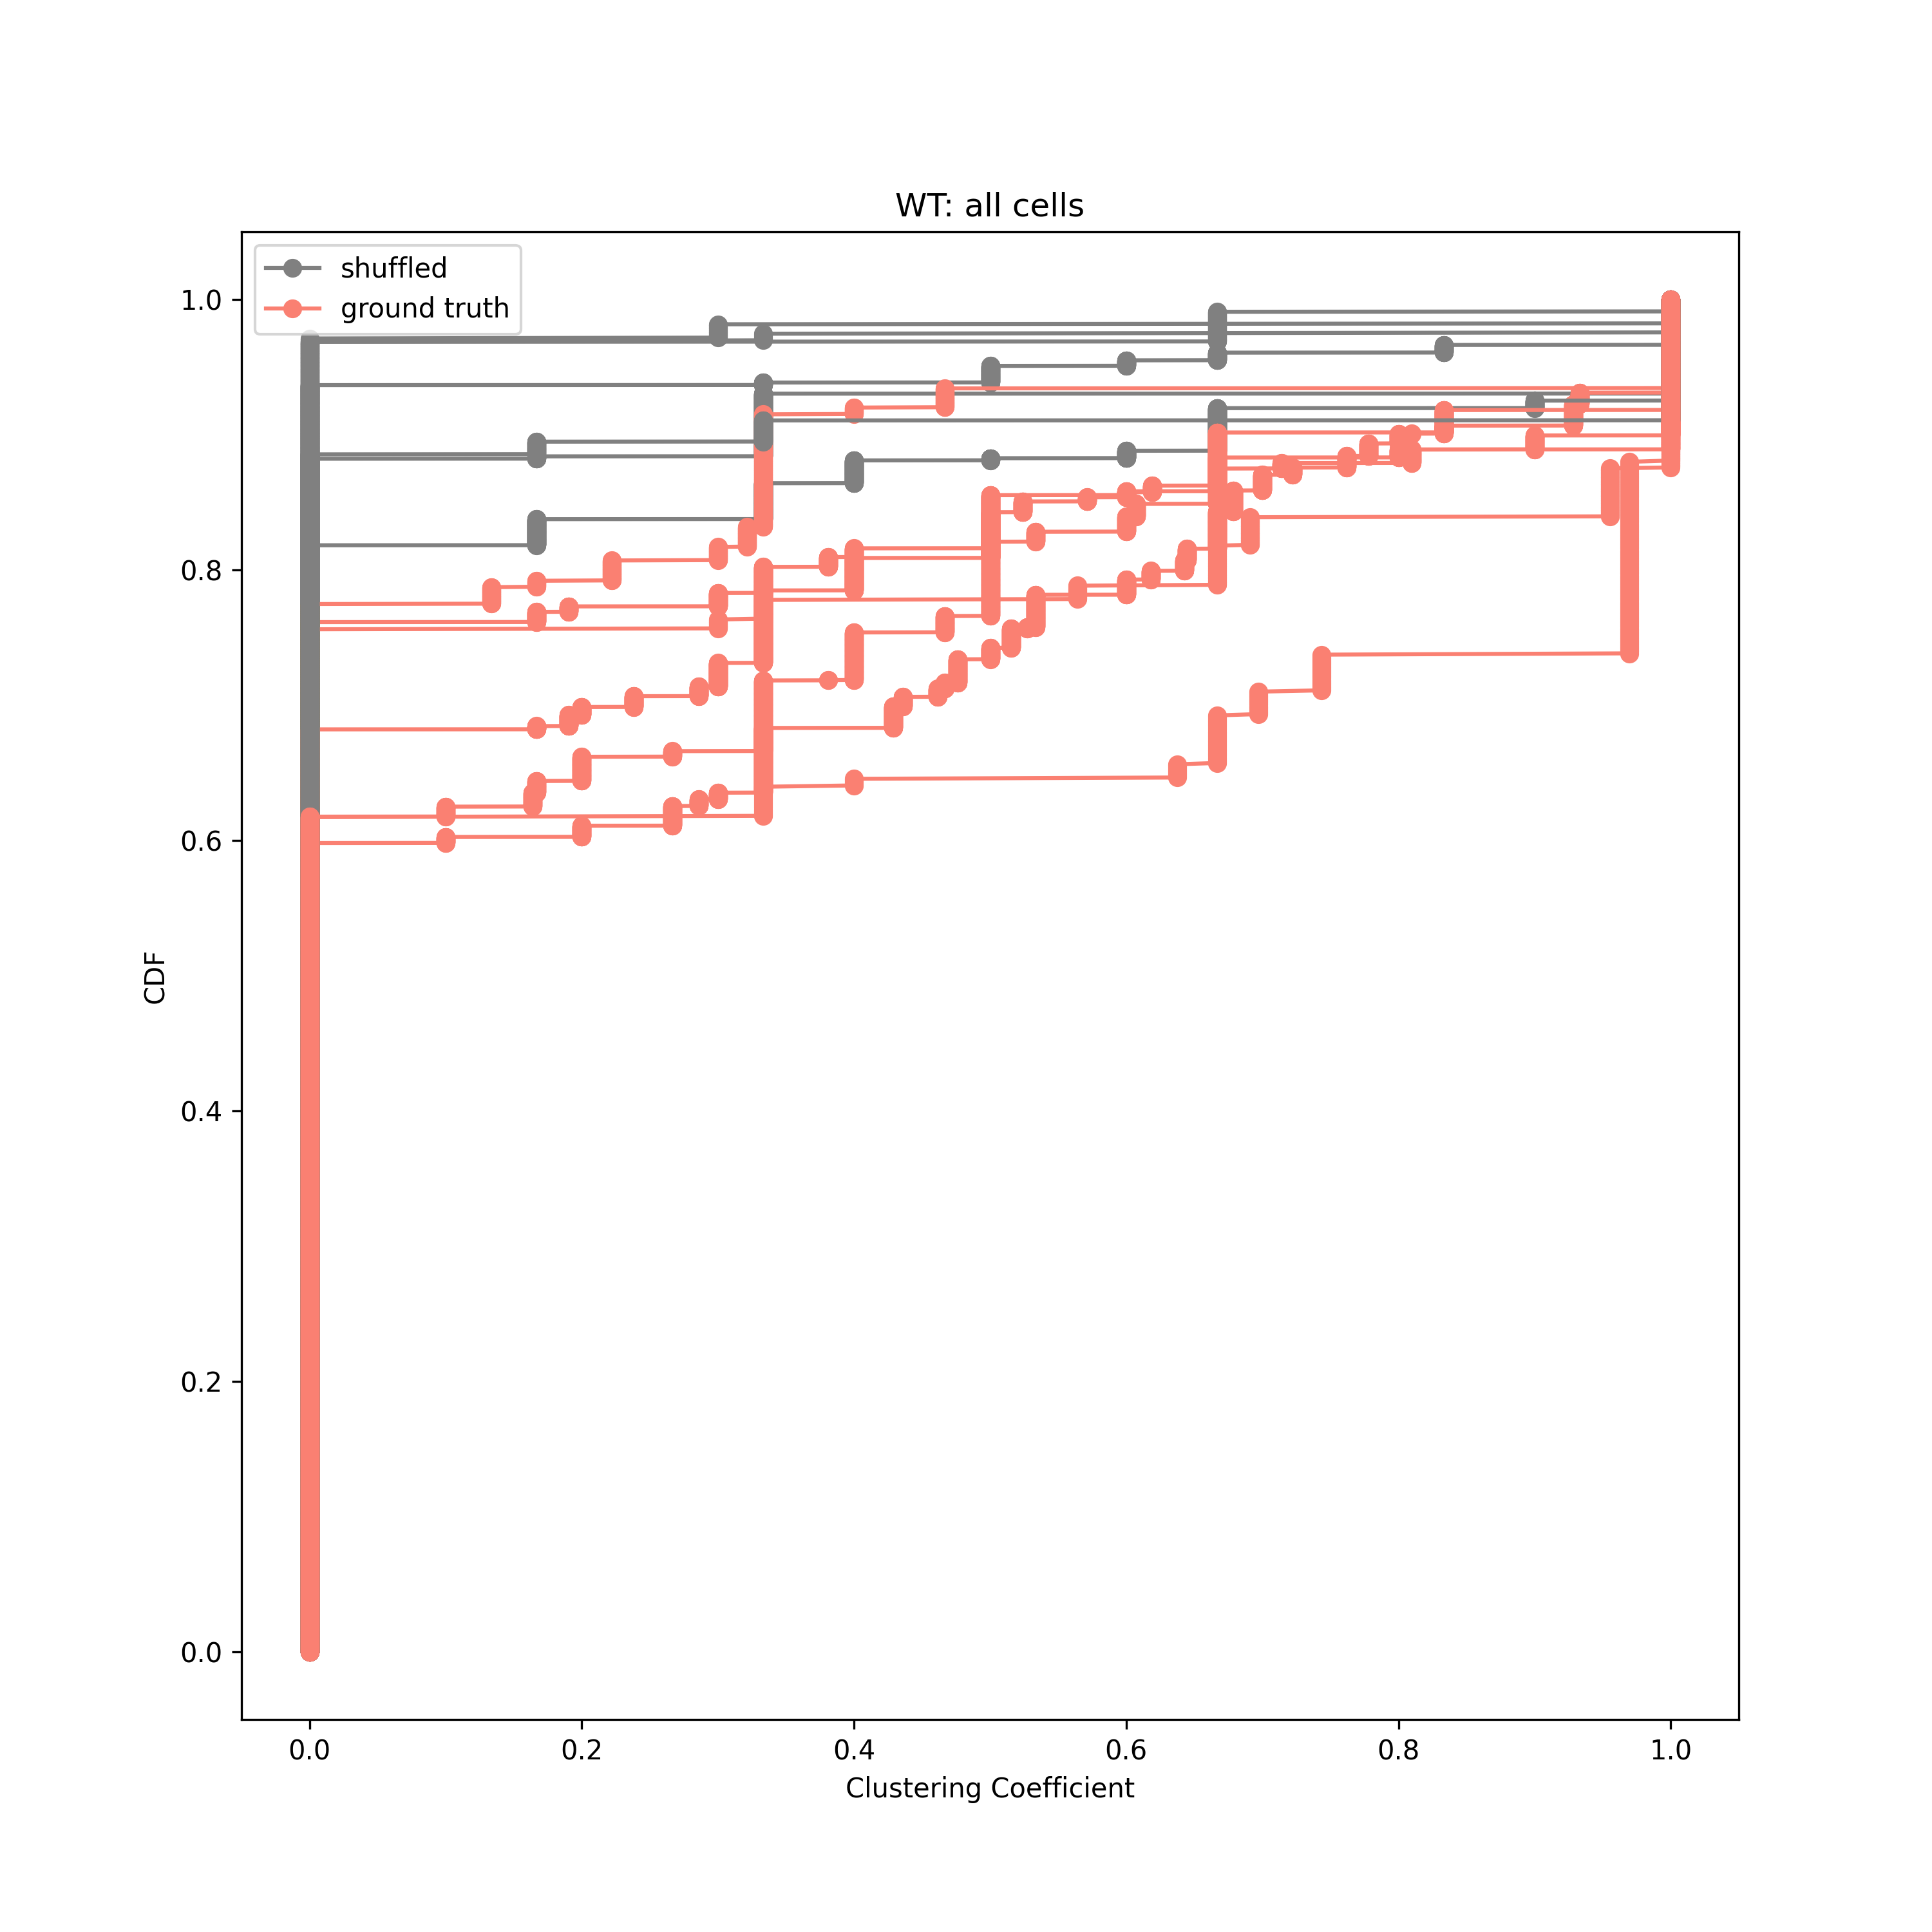 WT: all cells
shuffled
ground truth
1.0
0.8
0.6
0.4
0.2
0.0
CDF
0.0 0.2 0.4 0.6 0.8 1.0
Clustering Coefficient